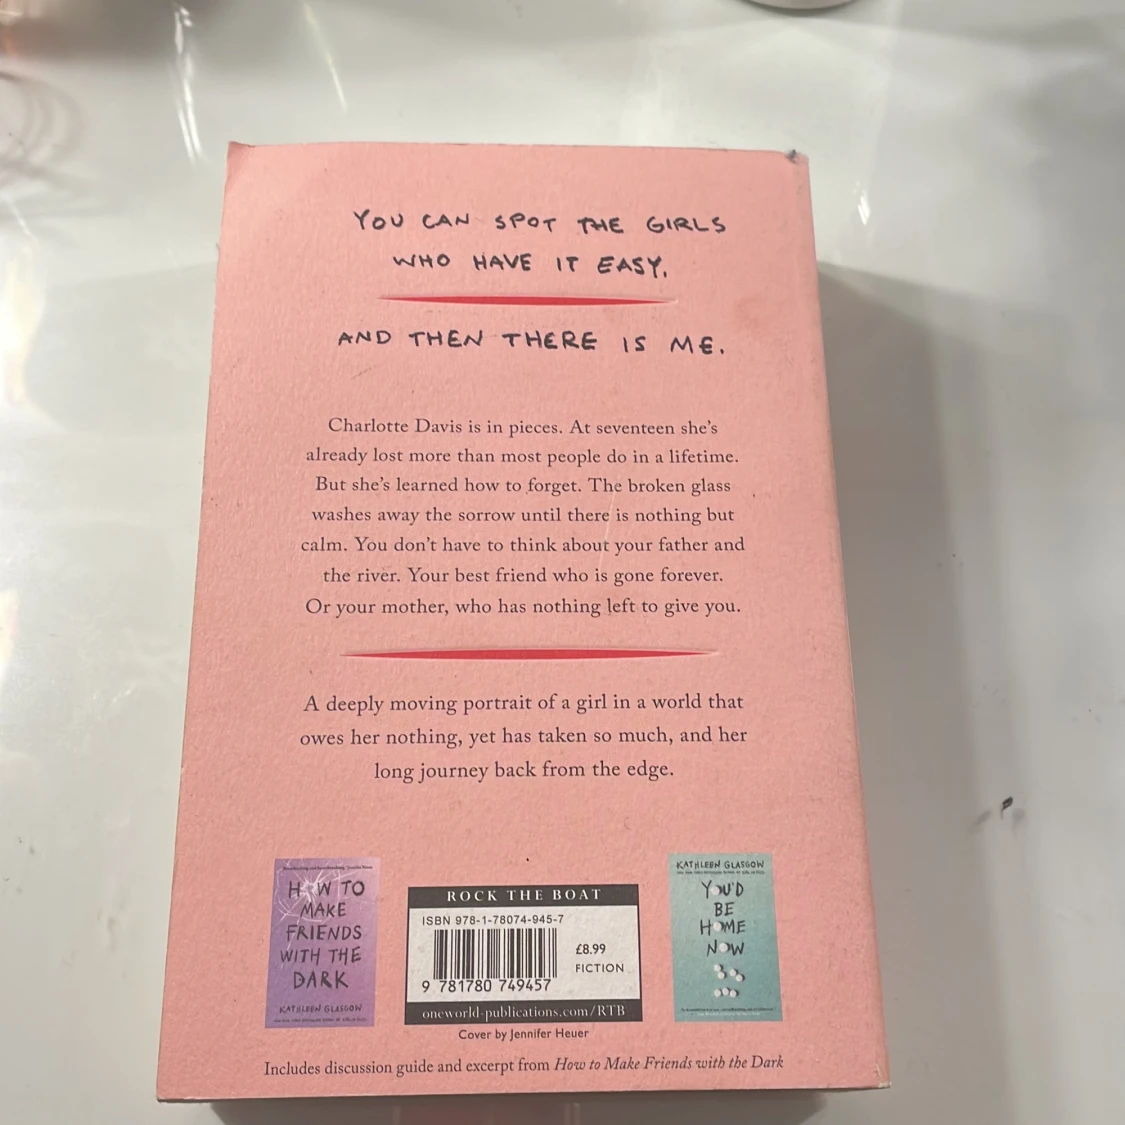 YOU CAN SPOT THE GIRLS
WHO HAVE IT EASY.
AND THEN THERE IS ME.
Charlotte Davis is in pieces. At seventeen she's
already lost more than most people do in a lifetime.
But she's learned how to forget. The broken glass
washes away the sorrow until there is nothing but
calm. You don't have to think about your father and
the river. Your best friend who is gone forever.
Or your mother, who has nothing left to give you.
A deeply moving portrait of a girl in a world that
owes her nothing, yet has taken so much, and her
long journey back from the edge.
HOW TO
MAKE
FRIENDS
WITH THE
DARK
KATHLEEN GLASGOW
ROCK THE BOAT
ISBN 978-1-78074-945-7
£8.99
FICTION
9 781780 749457
oneworld-publications.com/RTB
Cover by Jennifer Heuer
KATHLEEN GLASGOW
YOU'D
BE
HOME
NOW
Includes discussion guide and excerpt from How to Make Friends with the Dark